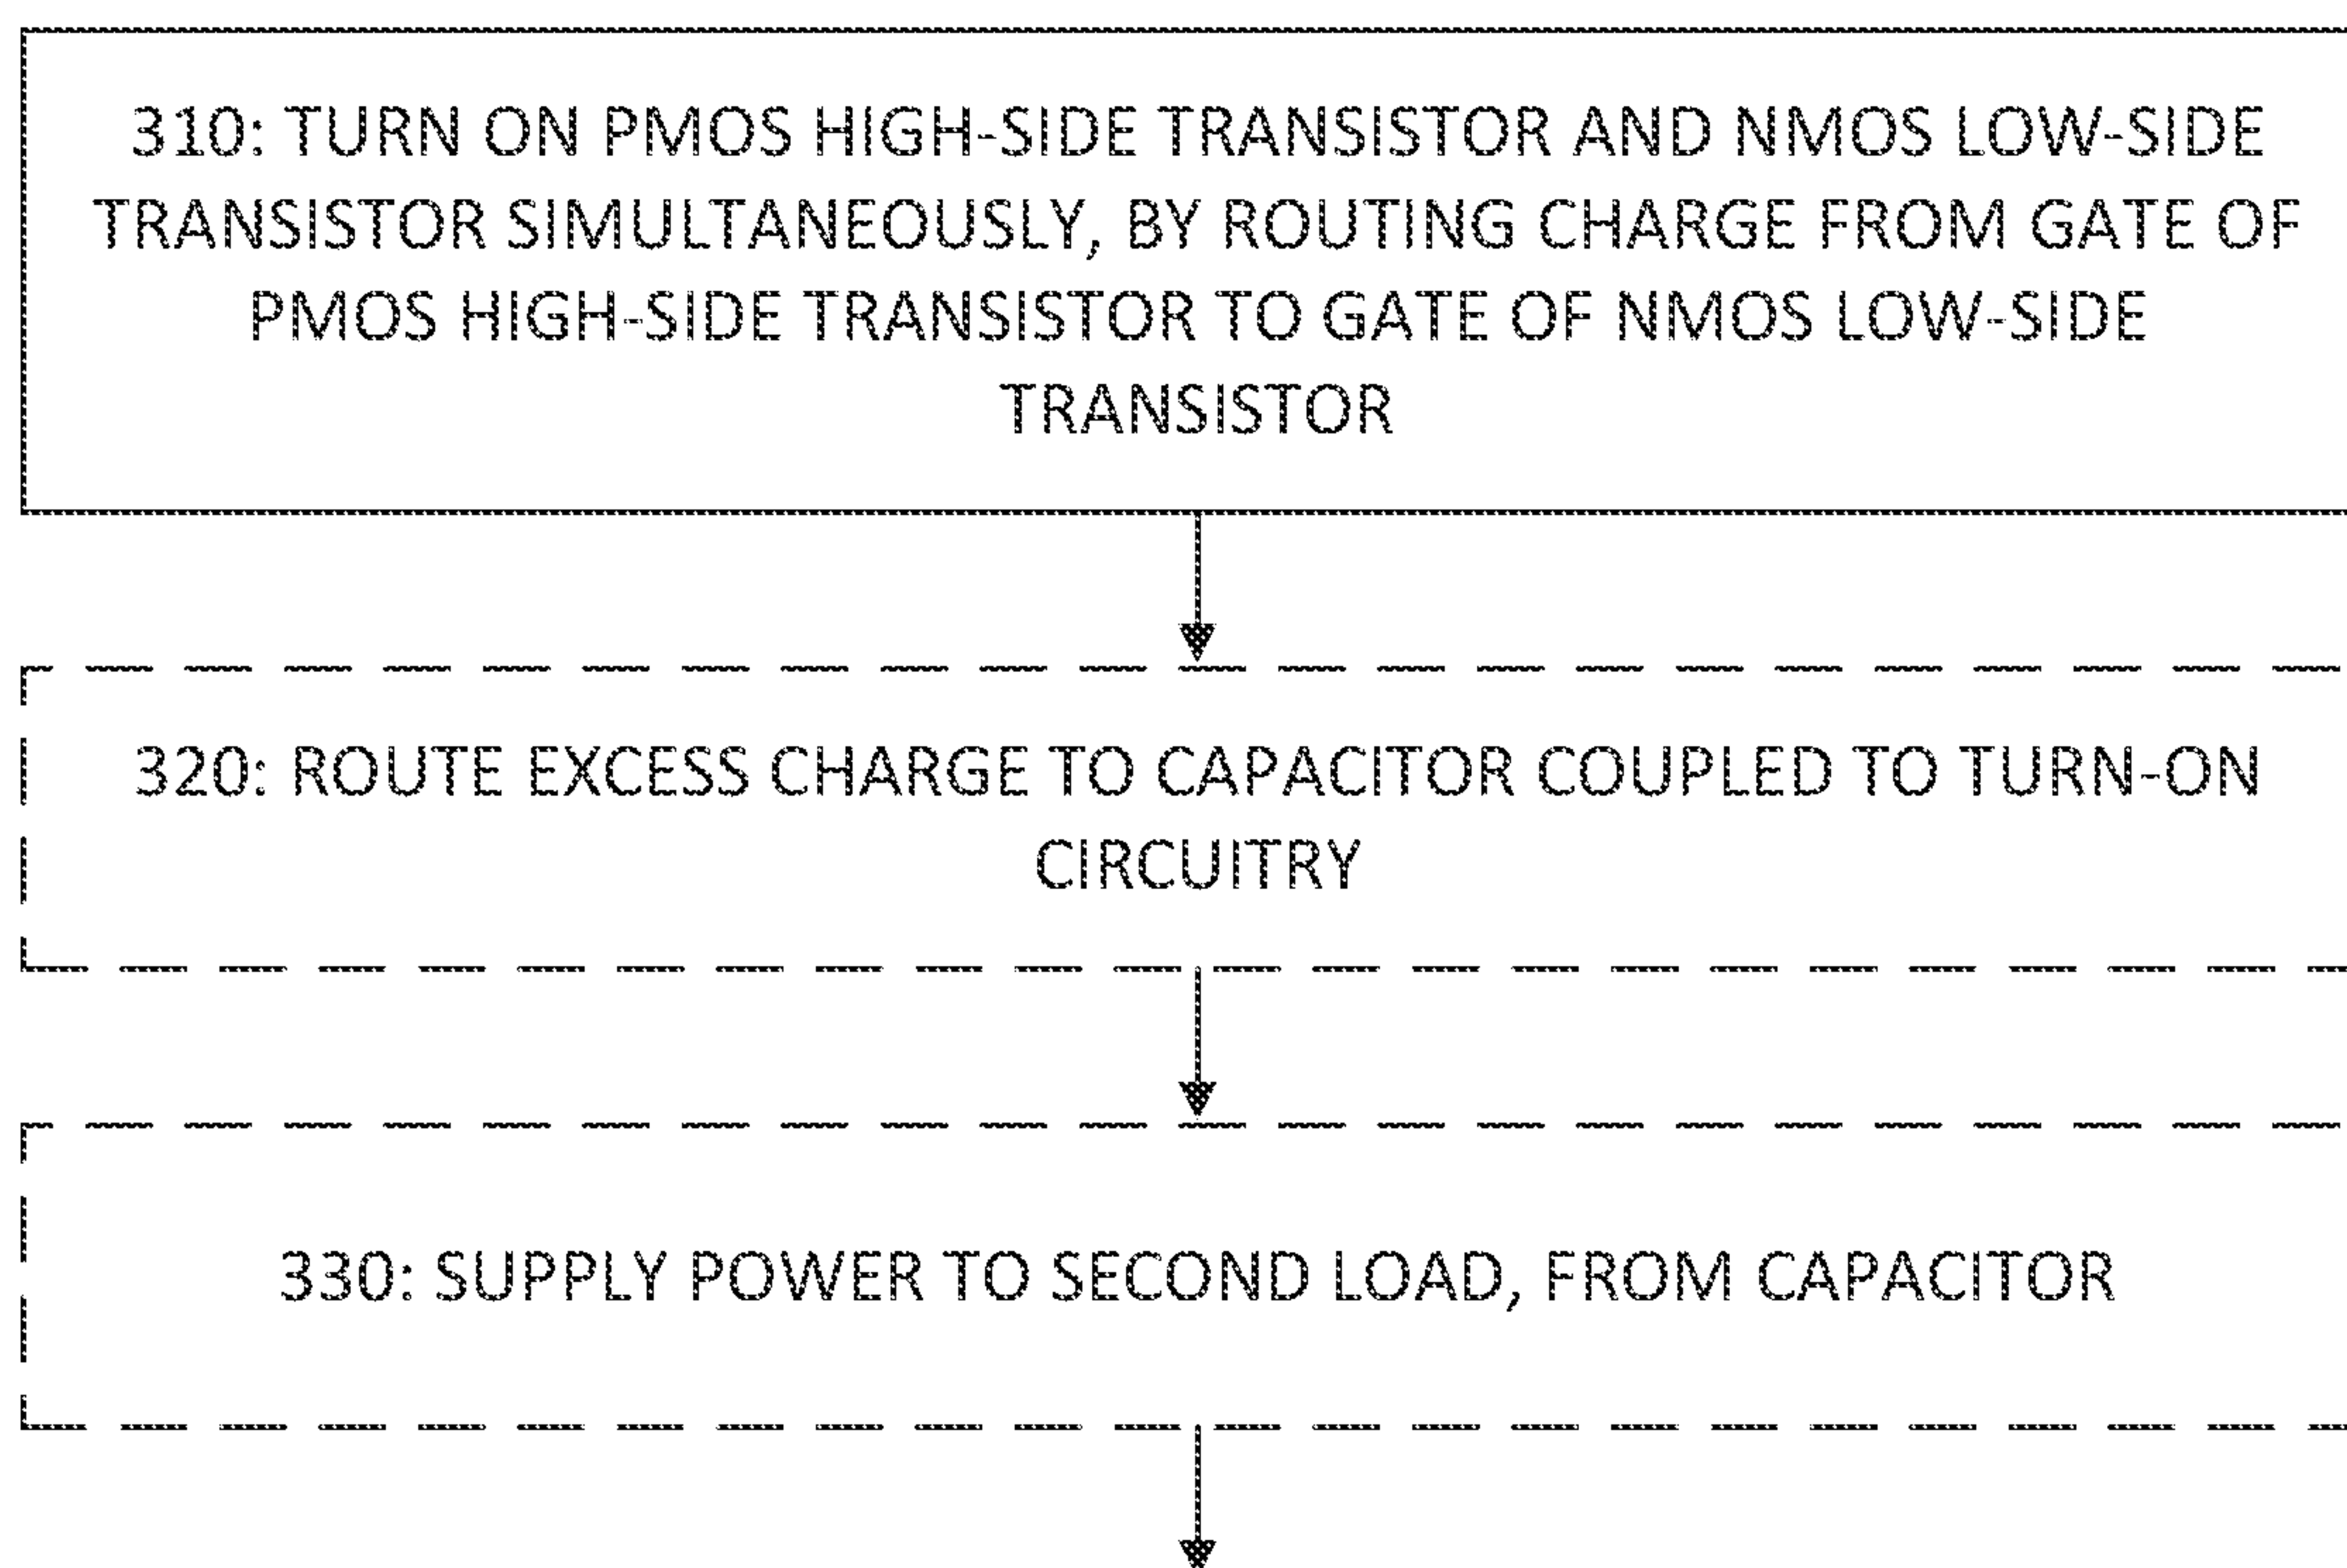 310: TURN ON PMOS HIGH-SIDE TRANSISTOR AND NMOS LOW-SIDE
TRANSISTOR SIMULTANEOUSLY, BY ROUTING CHARGE FROM GATE OF
PMOS HIGH-SIDE TRANSISTOR TO GATE OF NMOS LOW-SIDE
TRANSISTOR
320: ROUTE EXCESS CHARGE TO CAPACITOR COUPLED TO TURN-ON
CIRCUITRY
330: SUPPLY POWER TO SECOND LOAD, FROM CAPACITOR